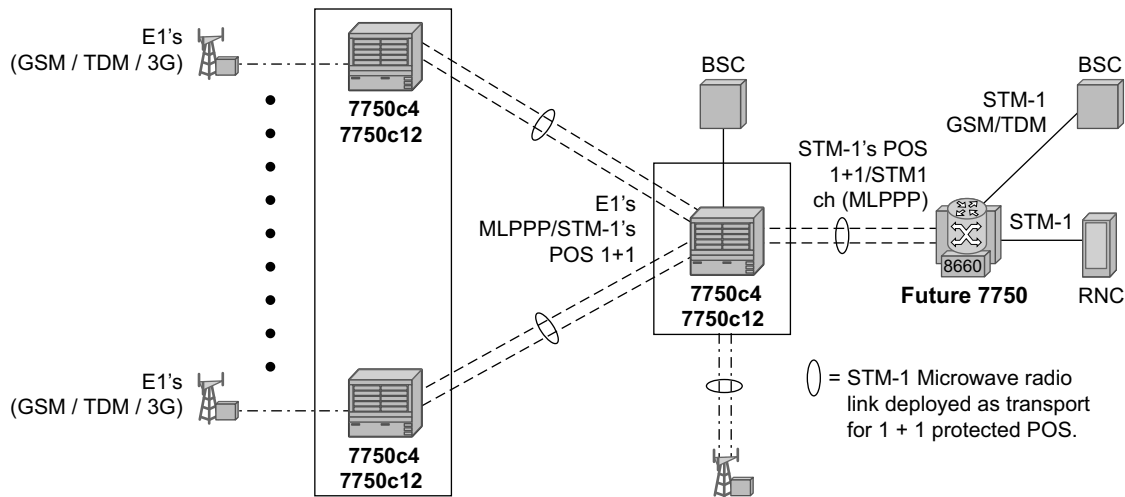 E1's
(GSM / TDM / 3G)
7750c4
7750c12
BSC
BSC
STM-1
GSM/TDM
STM-1's POS
1+1/STM1
ch (MLPPP)
E1's
MLPPP/STM-1's
POS 1+1
STM-1
8660
7750c4
7750c12
Future 7750
RNC
E1's
(GSM / TDM / 3G)
7750c4
7750c12
= STM-1 Microwave radio
link deployed as transport
for 1 + 1 protected POS.